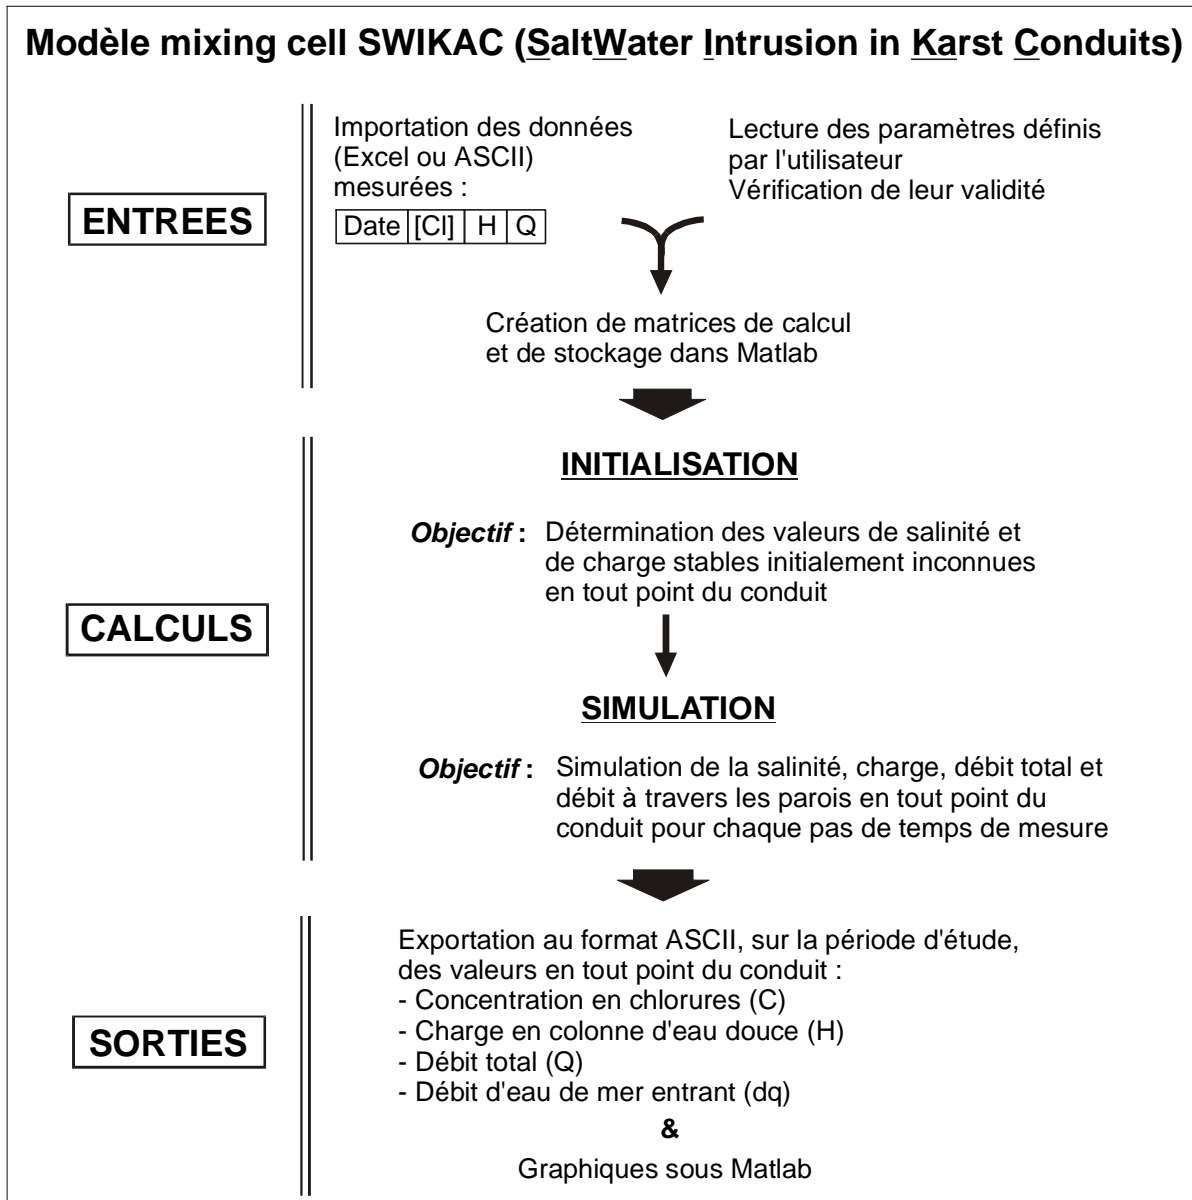 Modèle mixing cell SWIKAC (SaltWater Intrusion in Karst Conduits)
ENTREES
Importation des données
(Excel ou ASCII)
mesurées :
Date [Cl] H Q
Lecture des paramètres définis
par l'utilisateur
Vérification de leur validité
Création de matrices de calcul
et de stockage dans Matlab
CALCULS
INITIALISATION
Objectif : Détermination des valeurs de salinité et
de charge stables initialement inconnues
en tout point du conduit
SIMULATION
Objectif : Simulation de la salinité, charge, débit total et
débit à travers les parois en tout point du
conduit pour chaque pas de temps de mesure
SORTIES
Exportation au format ASCII, sur la période d'étude,
des valeurs en tout point du conduit :
- Concentration en chlorures (C)
- Charge en colonne d'eau douce (H)
- Débit total (Q)
- Débit d'eau de mer entrant (dq)
&
Graphiques sous Matlab